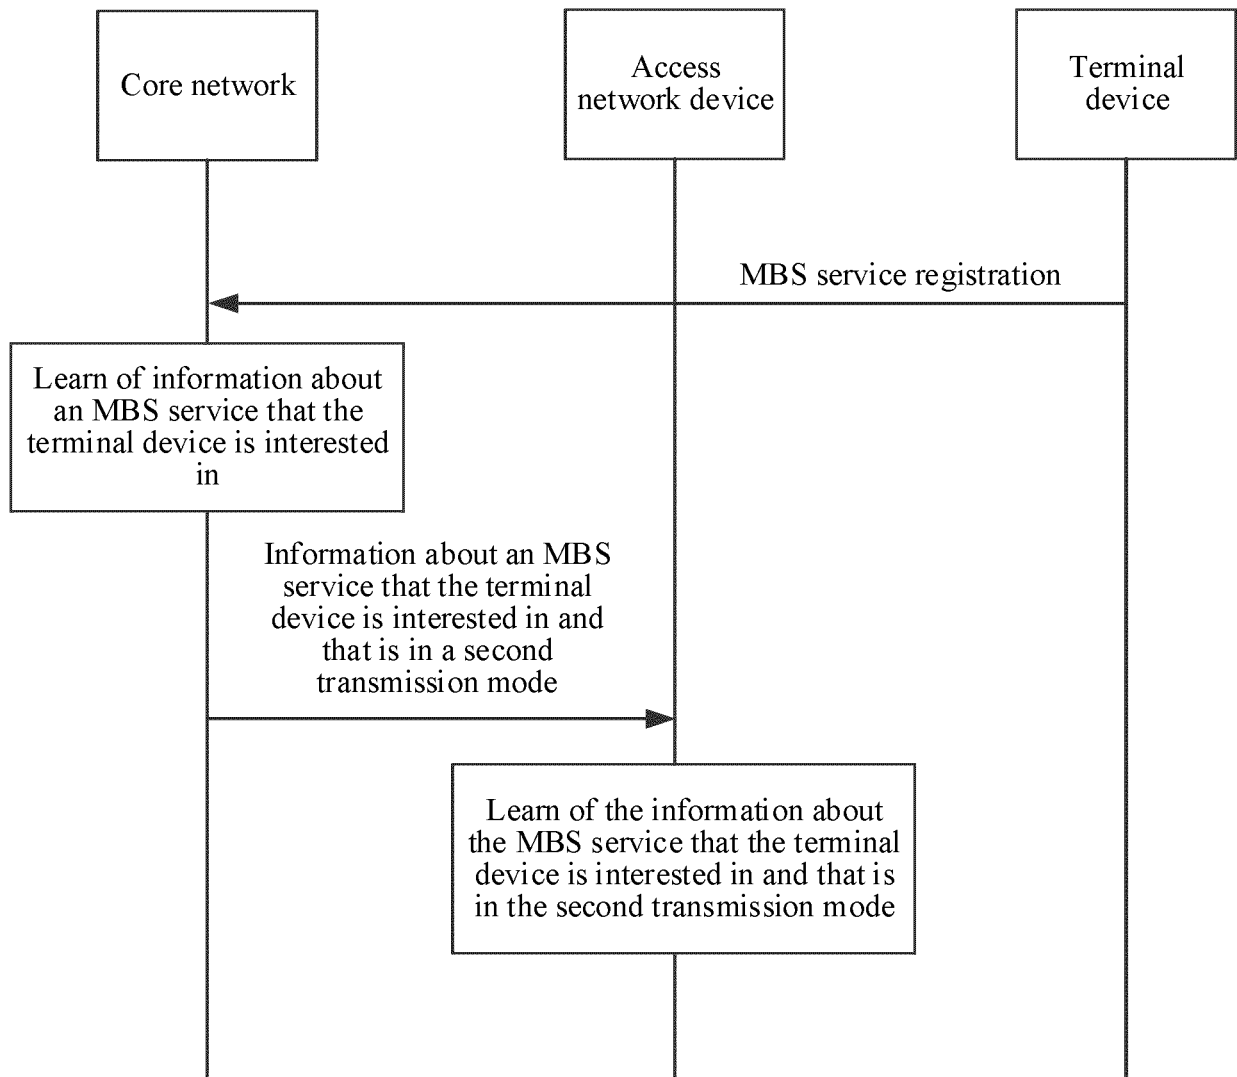 Core network
Access
network device
Terminal
device
MBS service registration
Learn of information about
an MBS service that the
terminal device is interested
in
Information about an MBS
service that the terminal
device is interested in and
that is in a second
transmission mode
Learn of the information about
the MBS service that the terminal
device is interested in and that is
in the second transmission mode